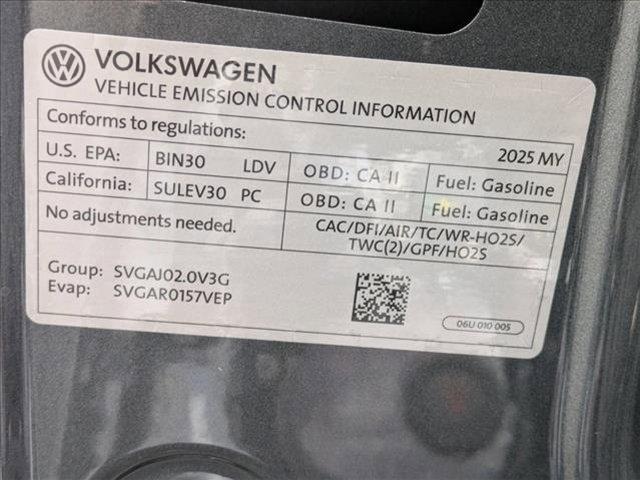 VOLKSWAGEN
VEHICLE EMISSION CONTROL INFORMATION
Conforms to regulations: 2025 MY
U.S. EPA: BIN30 LDV OBD: CA II Fuel: Gasoline
California: SULEV30 PC OBD: CA II Fuel: Gasoline
No adjustments needed. CAC/DFI/AIR/TC/WR-HO2S/
TWC(2)/GPF/HO2S
Group: SVGAJ02.0V3G
Evap: SVGAR0157VEP
06U 010 005